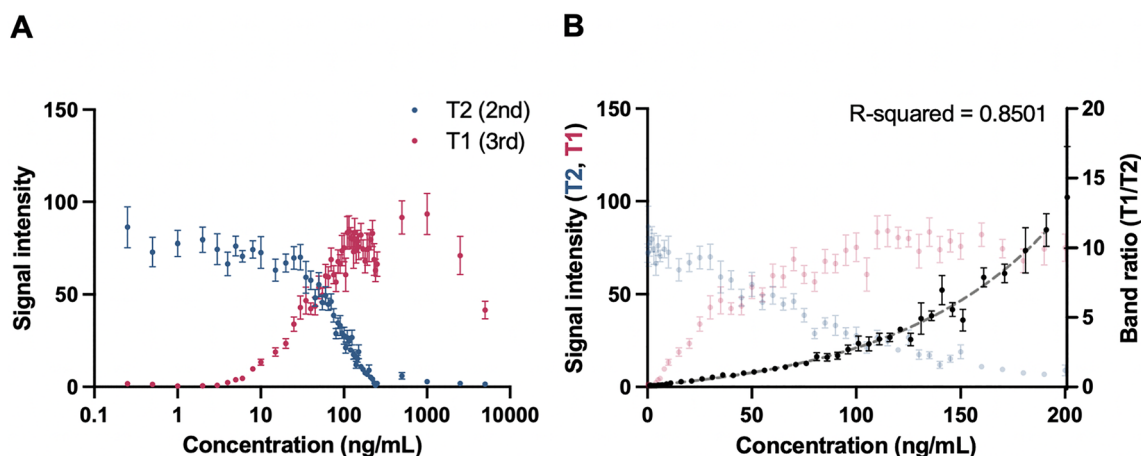 A
B
150
100
50
0
Signal intensity
T2 (2nd)
T1 (3rd)
0.1
1
10
100
1000
10000
Concentration (ng/mL)
150
100
50
0
Signal intensity (T2, T1)
R-squared = 0.8501
20
15
10
5
0
Band ratio (T1/T2)
0
50
100
150
200
Concentration (ng/mL)